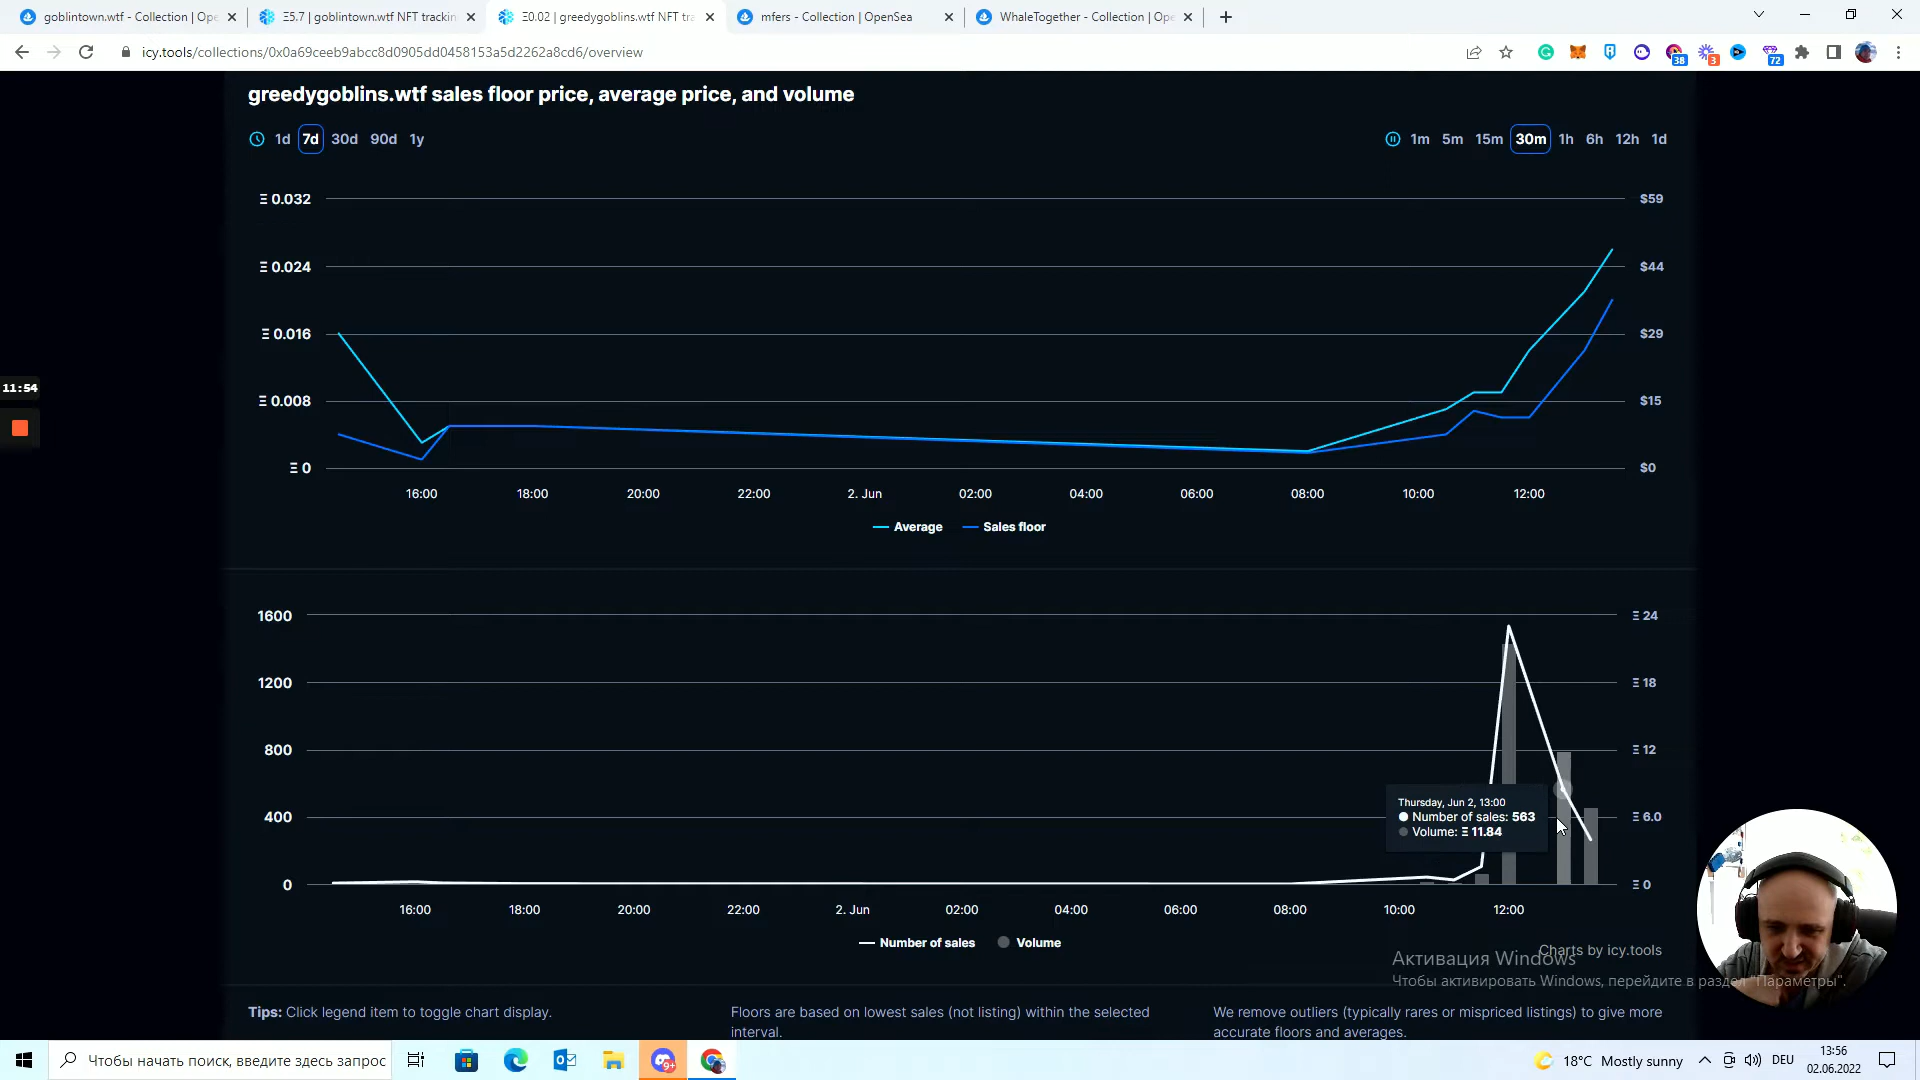 goblintown.wtf - Collection | Ope
Ξ5.7 | goblintown.wtf NFT trackin
Ξ0.02 | greedygoblins.wtf NFT tra
mfers - Collection | OpenSea
WhaleTogether - Collection | Ope
icy.tools/collections/0x0a69ceeb9abcc8d0905dd0458153a5d2262a8cd6/overview
38
3
72
greedygoblins.wtf sales floor price, average price, and volume
1d 7d 30d 90d 1y
1m 5m 15m 30m 1h 6h 12h 1d
Ξ 0.032 $59
Ξ 0.024 $44
Ξ 0.016 $29
11:54
Ξ 0.008 $15
Ξ 0 $0
16:00 18:00 20:00 22:00 2. Jun 02:00 04:00 06:00 08:00 10:00 12:00
Average Sales floor
1600 Ξ 24
1200 Ξ 18
800 Ξ 12
Thursday, Jun 2, 13:00
Number of sales: 563
Volume: Ξ 11.84
400 Ξ 6.0
0 Ξ 0
16:00 18:00 20:00 22:00 2. Jun 02:00 04:00 06:00 08:00 10:00 12:00
Number of sales Volume
Charts by icy.tools
Активация Windows
Чтобы активировать Windows, перейдите в раздел "Параметры".
Tips: Click legend item to toggle chart display.
Floors are based on lowest sales (not listing) within the selected
interval.
We remove outliers (typically rares or mispriced listings) to give more
accurate floors and averages.
Чтобы начать поиск, введите здесь запрос
9+
18°C Mostly sunny
DEU
13:56
02.06.2022